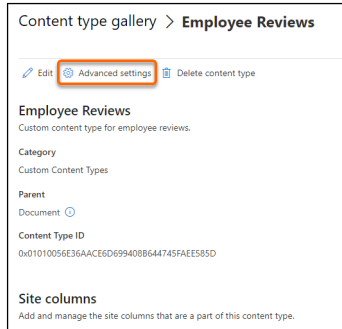 Content type gallery > Employee Reviews
Edit Advanced settings Delete content type
Employee Reviews
Custom content type for employee reviews.
Category
Custom Content Types
Parent
Document
Content Type ID
0x01010056E36AACE6D699408B644745FAEE585D
Site columns
Add and manage the site columns that are a part of this content type.